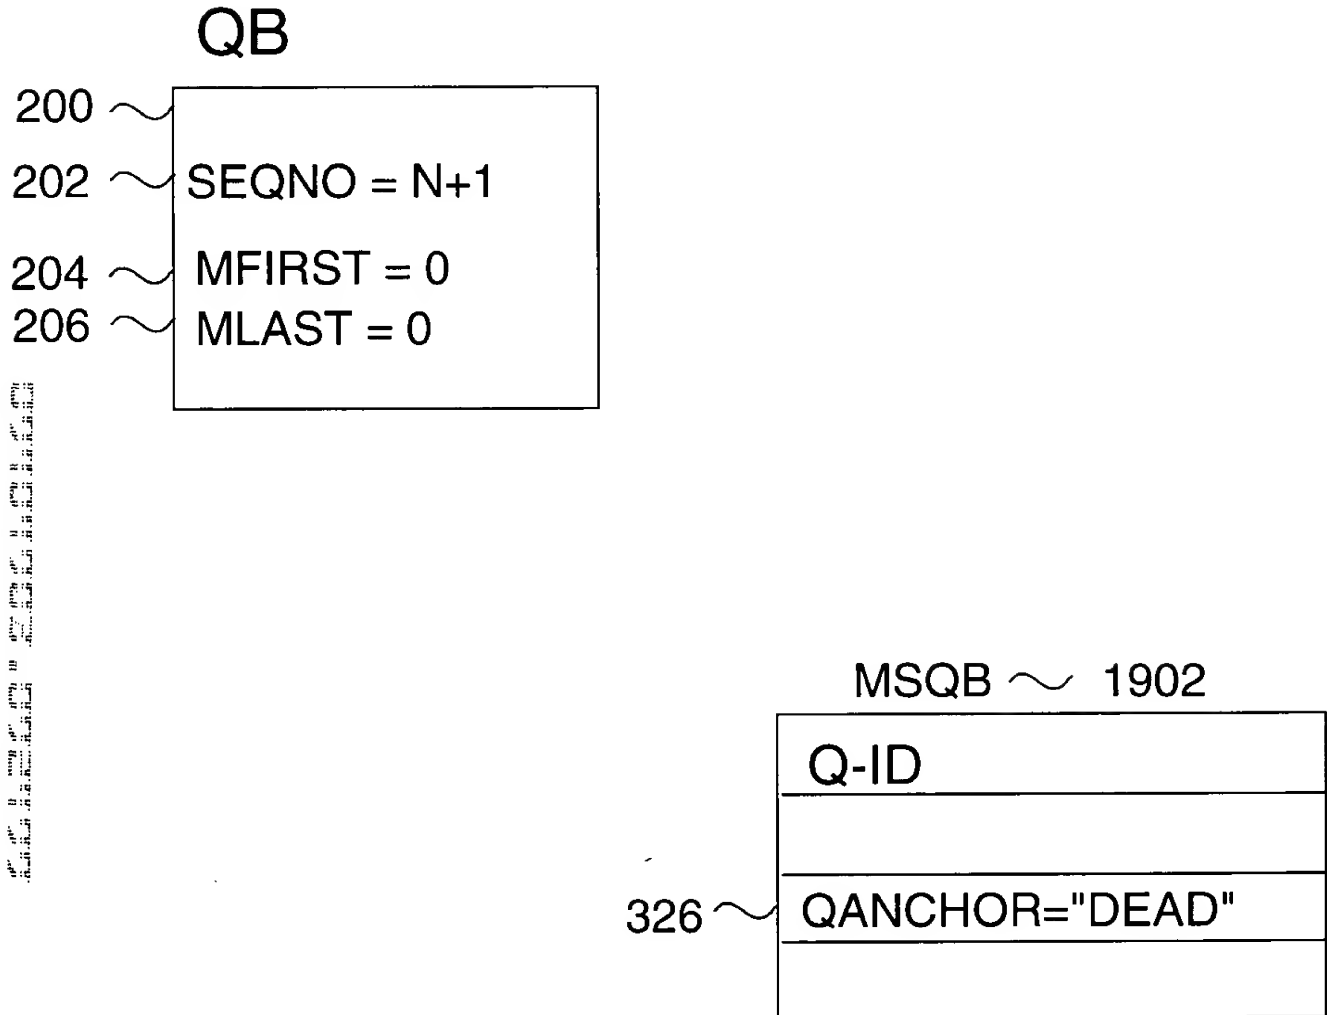 QB
200
202 SEQNO = N+1
204 MFIRST = 0
206 MLAST = 0
MSQB 1902
Q-ID
326 QANCHOR="DEAD"